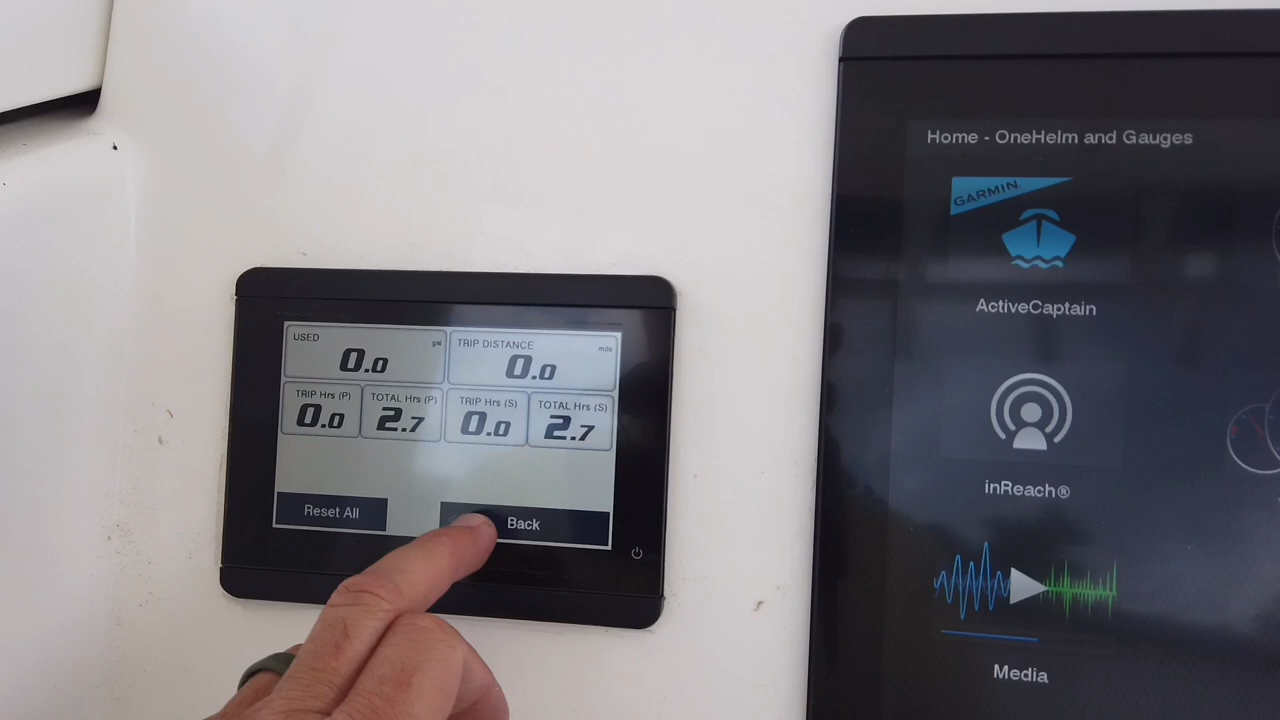 USED
gal
0.0
TRIP DISTANCE
mile
0.0
TRIP Hrs (P)
0.0
TOTAL Hrs (P)
2.7
TRIP Hrs (S)
0.0
TOTAL Hrs (S)
2.7
Reset All
Back
Home - OneHelm and Gauges
GARMIN
ActiveCaptain
inReach®
Media